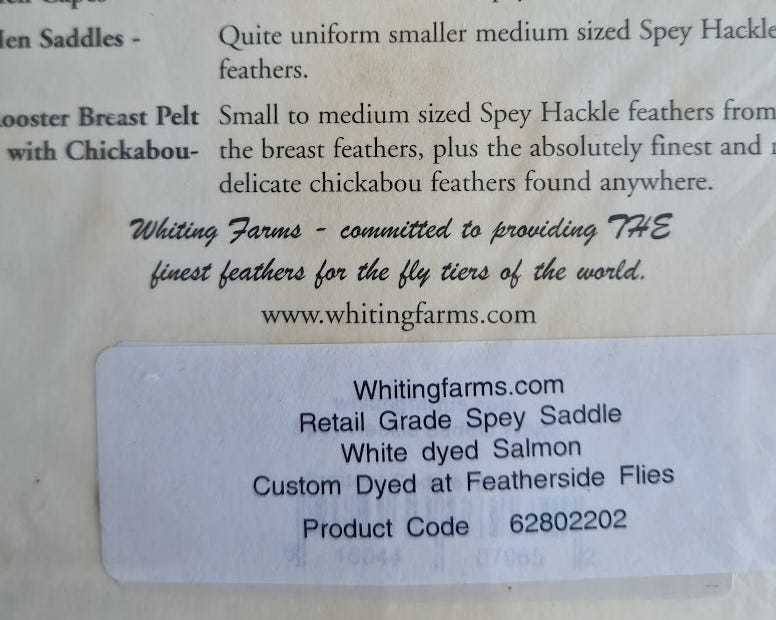 Hen Saddles - Quite uniform smaller medium sized Spey Hackle
feathers.
Rooster Breast Pelt Small to medium sized Spey Hackle feathers from
with Chickabou- the breast feathers, plus the absolutely finest and
delicate chickabou feathers found anywhere.
Whiting Farms - committed to providing THE
finest feathers for the fly tiers of the world.
www.whitingfarms.com
Whitingfarms.com
Retail Grade Spey Saddle
White dyed Salmon
Custom Dyed at Featherside Flies
Product Code 62802202